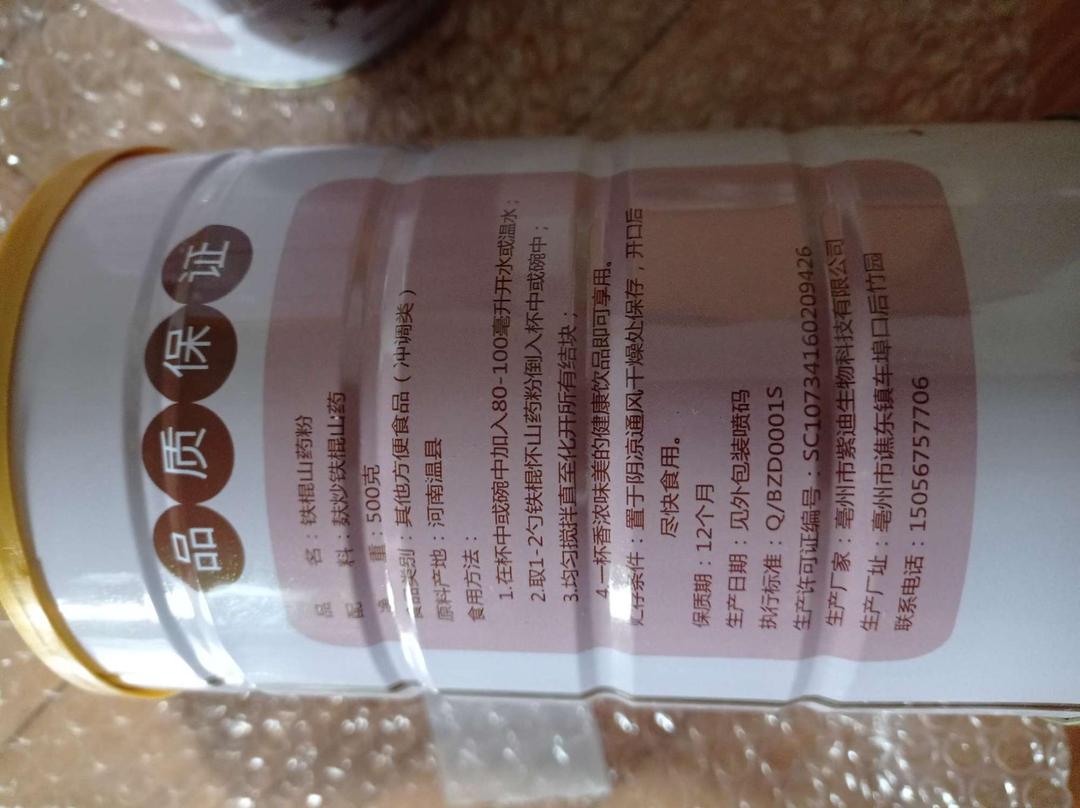 品质保证
品 名：铁棍山药粉
配 料：麸炒铁棍山药
净 重：500克
食品类别：其他方便食品（冲调类）
原料产地：河南温县
食用方法：
1.在杯中或碗中加入80-100毫升开水或温水；
2.取1-2勺铁棍怀山药粉倒入杯中或碗中；
3.均匀搅拌直至化开所有结块；
4.一杯香浓味美的健康饮品即可享用。
贮存条件：置于阴凉通风干燥处保存，开口后
尽快食用。
保质期：12个月
生产日期：见外包装喷码
执行标准：Q/BZD0001S
生产许可证编号：SC10734160209426
生产厂家：亳州市紫迪生物科技有限公司
生产厂址：亳州市谯东镇车埠口后竹园
联系电话：15056757706